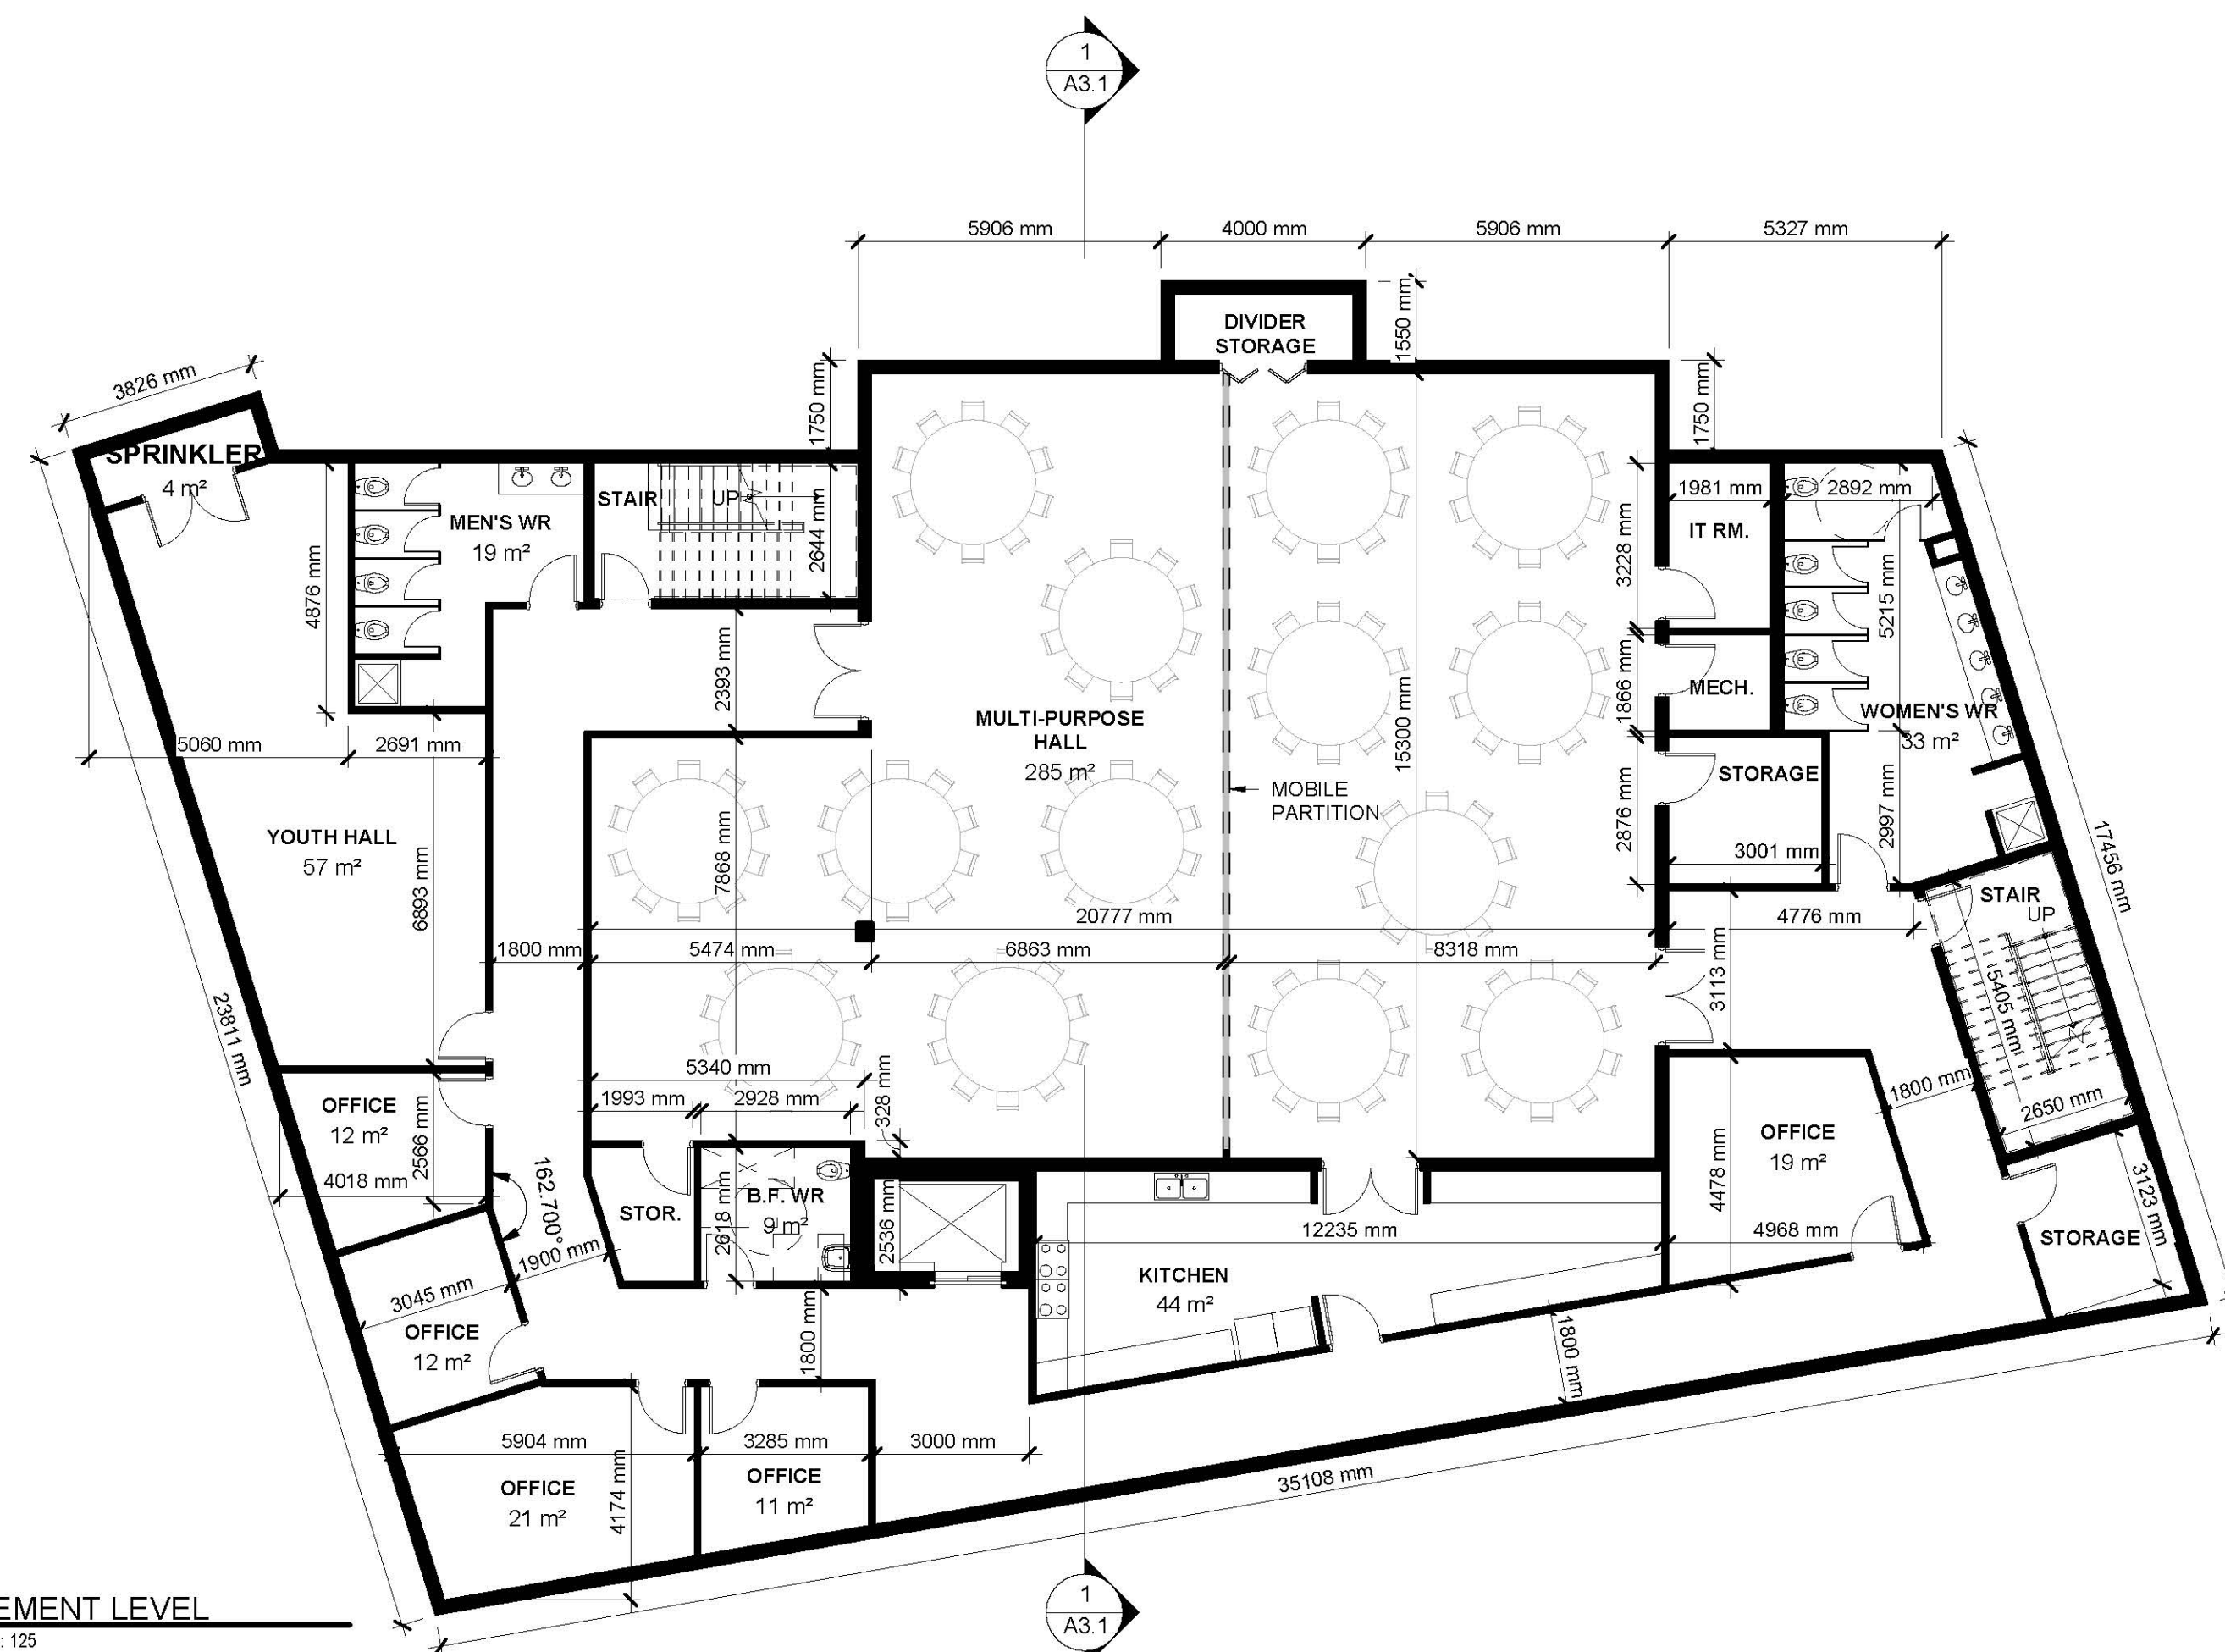 1
A3.1
5906 mm
4000 mm
5906 mm
5327 mm
1550 mm
DIVIDER
STORAGE
3826 mm
1750 mm
1750 mm
SPRINKLER
4 m²
STAIR
UP
2644 mm
MEN'S WR
19 m²
4876 mm
1981 mm
2892 mm
IT RM.
3228 mm
5215 mm
2393 mm
1866 mm
MECH.
MULTI-PURPOSE
HALL
285 m²
15300 mm
WOMEN'S WR
33 m²
5060 mm
2691 mm
STORAGE
MOBILE
PARTITION
2876 mm
2997 mm
YOUTH HALL
57 m²
6893 mm
7868 mm
3001 mm
17456 mm
STAIR
UP
20777 mm
4776 mm
1800 mm
5474 mm
6863 mm
8318 mm
3113 mm
5405 mm
23811 mm
5340 mm
1993 mm
2928 mm
328 mm
1800 mm
2650 mm
OFFICE
12 m²
2566 mm
4018 mm
162.700°
OFFICE
19 m²
4478 mm
3123 mm
STOR.
B.F. WR
9 m²
2618 mm
2536 mm
12235 mm
4968 mm
STORAGE
1900 mm
3045 mm
KITCHEN
44 m²
OFFICE
12 m²
1800 mm
1800 mm
5904 mm
3285 mm
3000 mm
OFFICE
21 m²
4174 mm
OFFICE
11 m²
35108 mm
1
A3.1
EMENT LEVEL
: 125